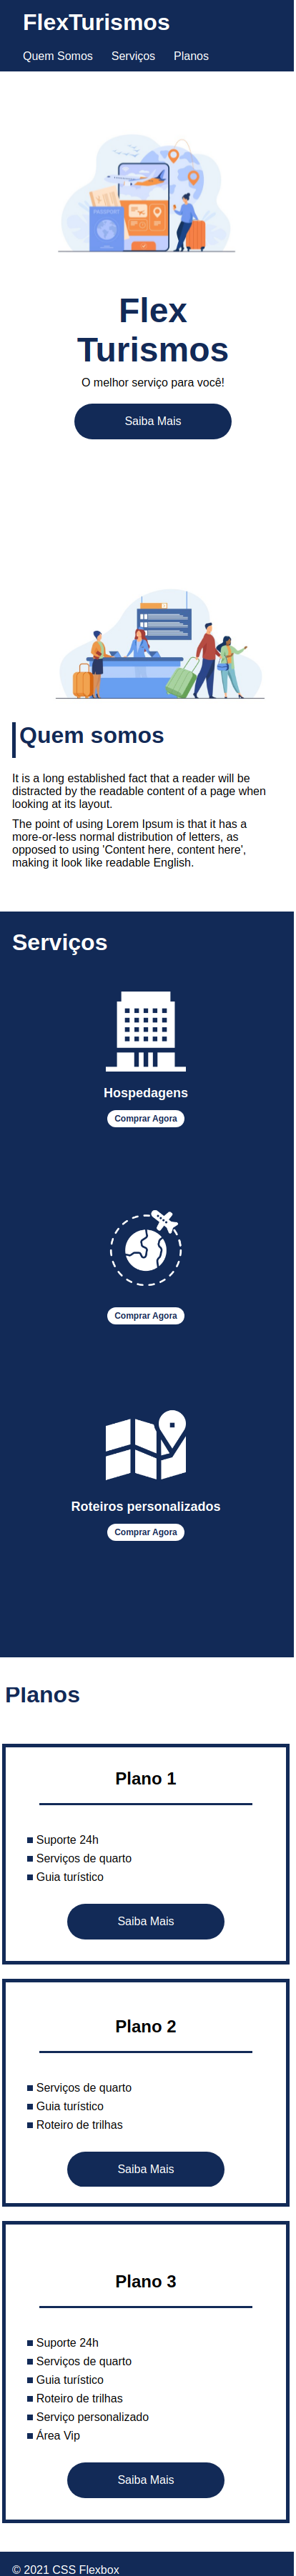 FlexTurismos
Quem Somos Serviços Planos
PASSPORT
Flex
Turismos
O melhor serviço para você!
Saiba Mais
Quem somos
It is a long established fact that a reader will be
distracted by the readable content of a page when
looking at its layout.
The point of using Lorem Ipsum is that it has a
more-or-less normal distribution of letters, as
opposed to using 'Content here, content here',
making it look like readable English.
Serviços
Hospedagens
Comprar Agora
Comprar Agora
Roteiros personalizados
Comprar Agora
Planos
Plano 1
Suporte 24h
Serviços de quarto
Guia turístico
Saiba Mais
Plano 2
Serviços de quarto
Guia turístico
Roteiro de trilhas
Saiba Mais
Plano 3
Suporte 24h
Serviços de quarto
Guia turístico
Roteiro de trilhas
Serviço personalizado
Área Vip
Saiba Mais
© 2021 CSS Flexbox